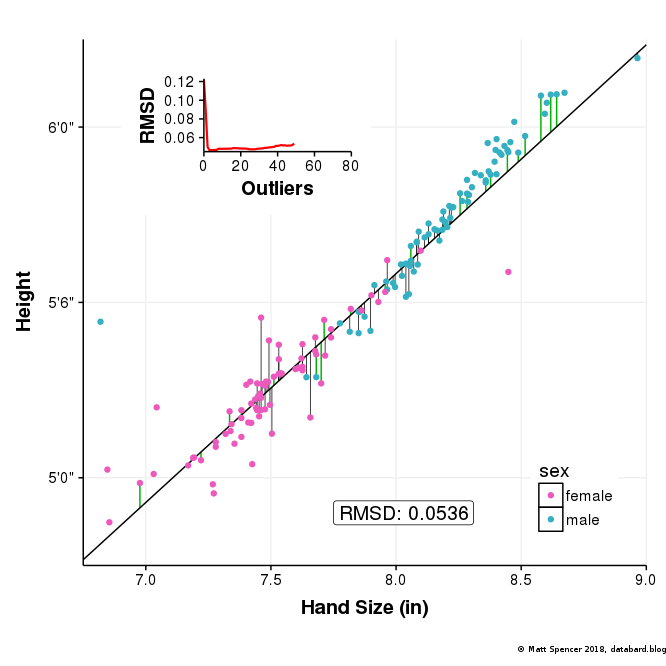 RMSD
0.12
0.10
0.08
0.06
0 20 40 60 80
Outliers
Height
6'0"
5'6"
5'0"
RMSD: 0.0536
sex
female
male
7.0 7.5 8.0 8.5 9.0
Hand Size (in)
© Matt Spencer 2018, databard.blog